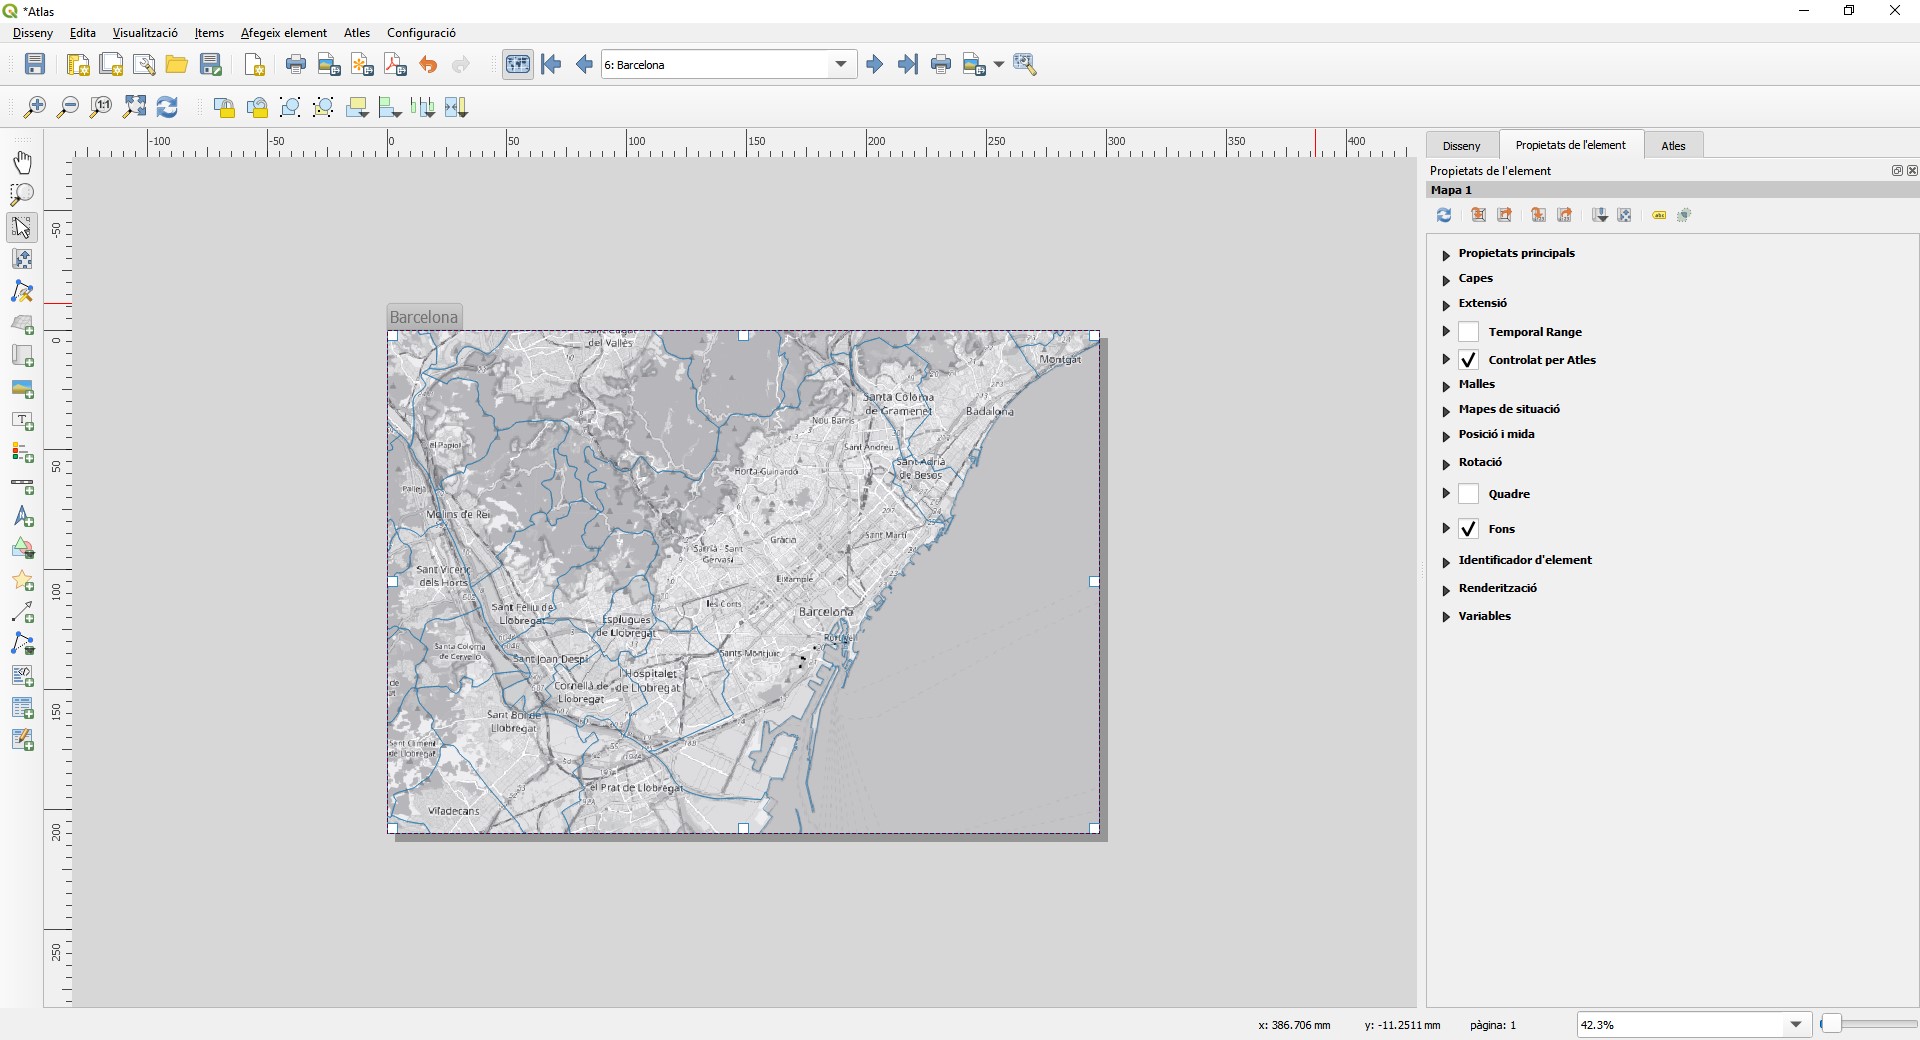 *Atlas
Disseny Edita Visualització Items Afegeix element Atles Configuració
6: Barcelona
1:1
-100 -50 0 50 100 150 200 250 300 350 400
-50
0
50
100
150
200
250
Disseny Propietats de l'element Atles
Propietats de l'element
Mapa 1
Propietats principals
Capes
Extensió
Temporal Range
Controlat per Atles
Malles
Mapes de situació
Posició i mida
Rotació
Quadre
Fons
Identificador d'element
Renderització
Variables
Barcelona
Sant Cugat
del Vallès
Montgat
Santa Coloma
de Gramenet
Badalona
Nou Barris
Sant Andreu
el Papiol
Horta-Guinardó
Sant Adrià
de Besòs
Pallejà
Molins de Rei
Gràcia
Sant Martí
Sarrià - Sant
Gervasi
Sant Vicenç
dels Horts
Eixample
les Corts
Barcelona
Sant Feliu de
Llobregat
Esplugues
de Llobregat
Port Vell
Santa Coloma
de Cervelló
Sant Joan Despí
Sants-Montjuïc
l'Hospitalet
de Llobregat
Cornellà de
Llobregat
Sant Boi de
Llobregat
Sant Climent
de Llobregat
el Prat de Llobregat
Viladecans
x: 386.706 mm y: -11.2511 mm pàgina: 1 42.3%